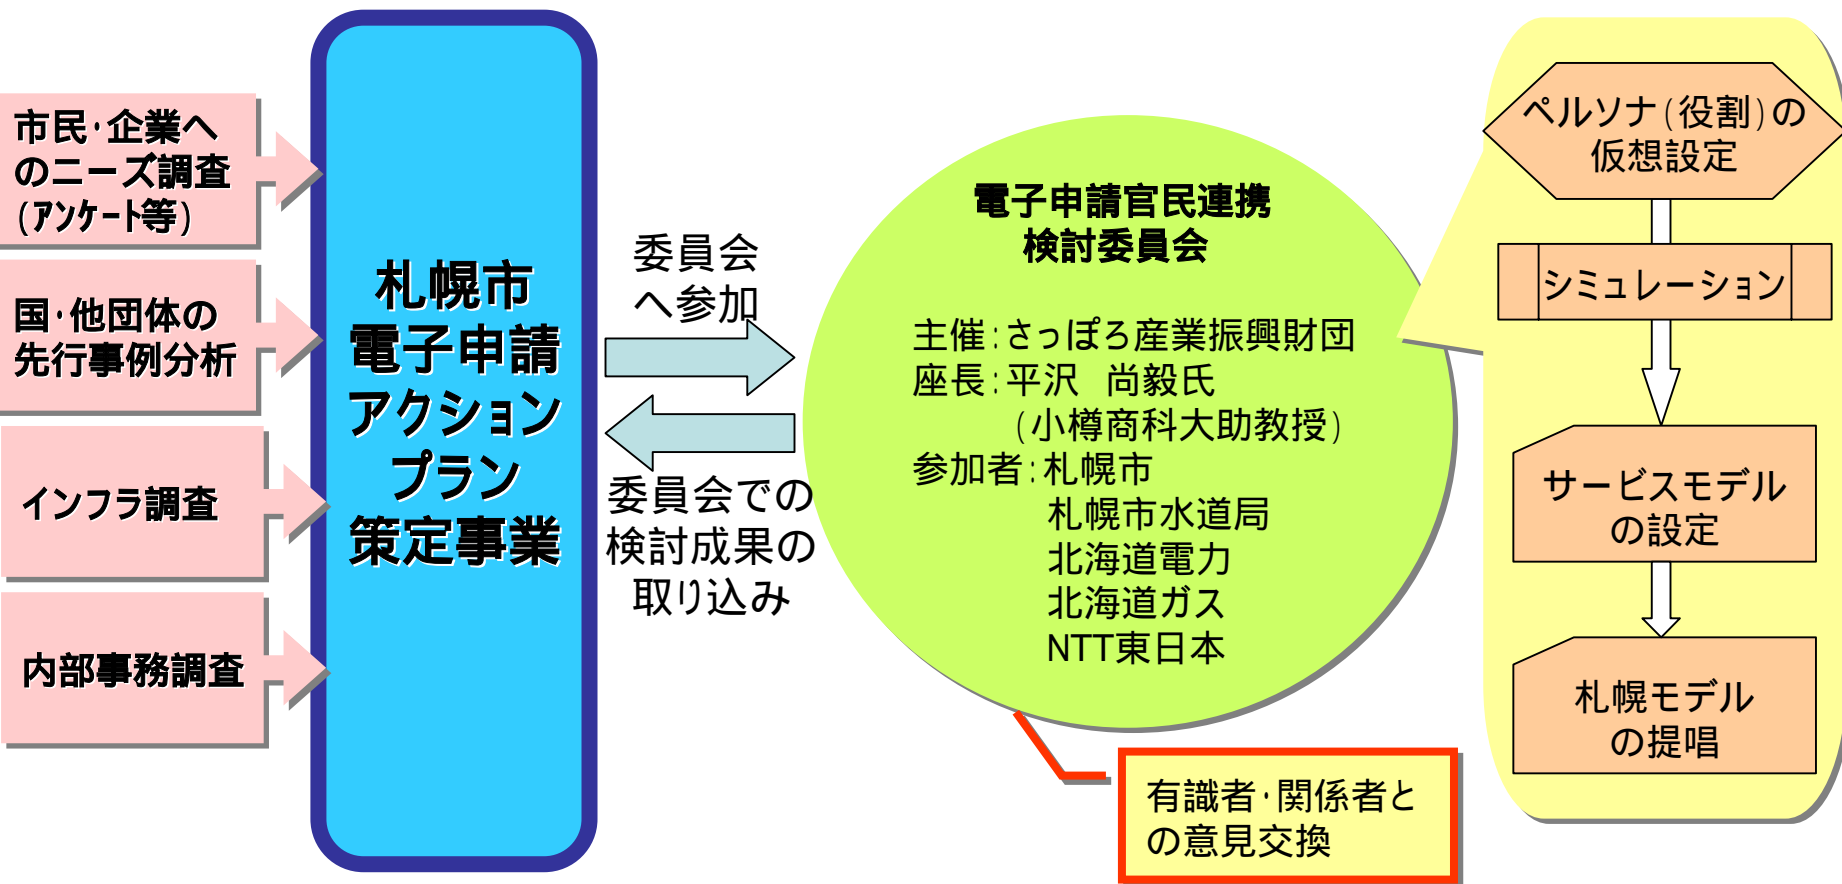 市民・企業へ
のニーズ調査
(アンケート等)
国・他団体の
先行事例分析
インフラ調査
内部事務調査
札幌市
電子申請
アクション
プラン
策定事業
委員会
へ参加
委員会での
検討成果の
取り込み
電子申請官民連携
検討委員会
主催:さっぽろ産業振興財団
座長:平沢 尚毅氏
(小樽商科大助教授)
参加者:札幌市
札幌市水道局
北海道電力
北海道ガス
NTT東日本
有識者・関係者と
の意見交換
ペルソナ(役割)の
仮想設定
シミュレーション
サービスモデル
の設定
札幌モデル
の提唱